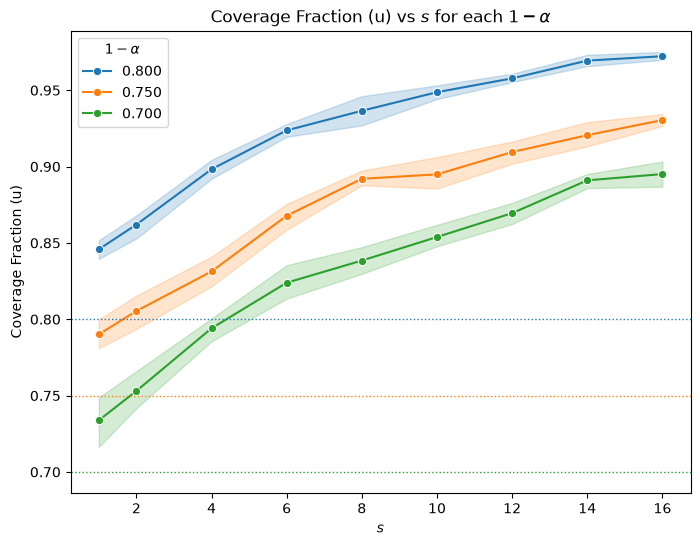 Coverage Fraction (u) vs s for each 1 − α
1 − α
0.800
0.750
0.700
Coverage Fraction (u)
0.95
0.90
0.85
0.80
0.75
0.70
2 4 6 8 10 12 14 16
s